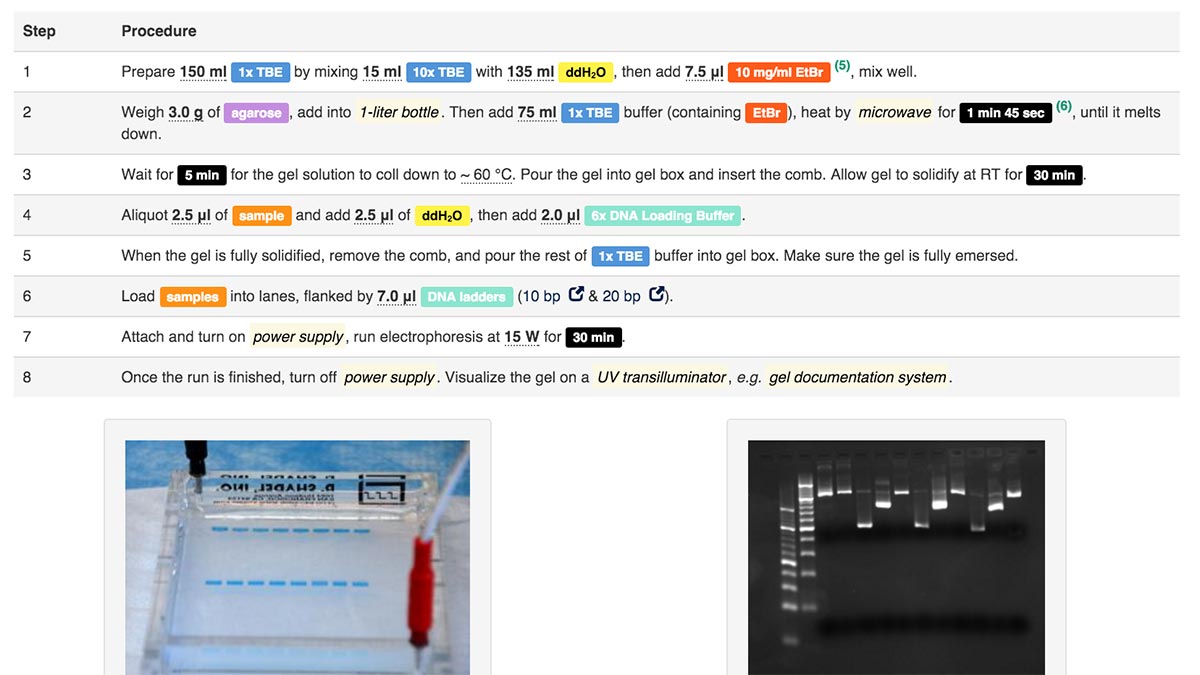 Step Procedure
1 Prepare 150 ml 1x TBE by mixing 15 ml 10x TBE with 135 ml ddH₂O, then add 7.5 µl 10 mg/ml EtBr (5), mix well.
2 Weigh 3.0 g of agarose, add into 1-liter bottle. Then add 75 ml 1x TBE buffer (containing EtBr), heat by microwave for 1 min 45 sec (6), until it melts
down.
3 Wait for 5 min for the gel solution to coll down to ~ 60 °C. Pour the gel into gel box and insert the comb. Allow gel to solidify at RT for 30 min.
4 Aliquot 2.5 µl of sample and add 2.5 µl of ddH₂O, then add 2.0 µl 6x DNA Loading Buffer.
5 When the gel is fully solidified, remove the comb, and pour the rest of 1x TBE buffer into gel box. Make sure the gel is fully emersed.
6 Load samples into lanes, flanked by 7.0 µl DNA ladders (10 bp & 20 bp).
7 Attach and turn on power supply, run electrophoresis at 15 W for 30 min.
8 Once the run is finished, turn off power supply. Visualize the gel on a UV transilluminator, e.g. gel documentation system.